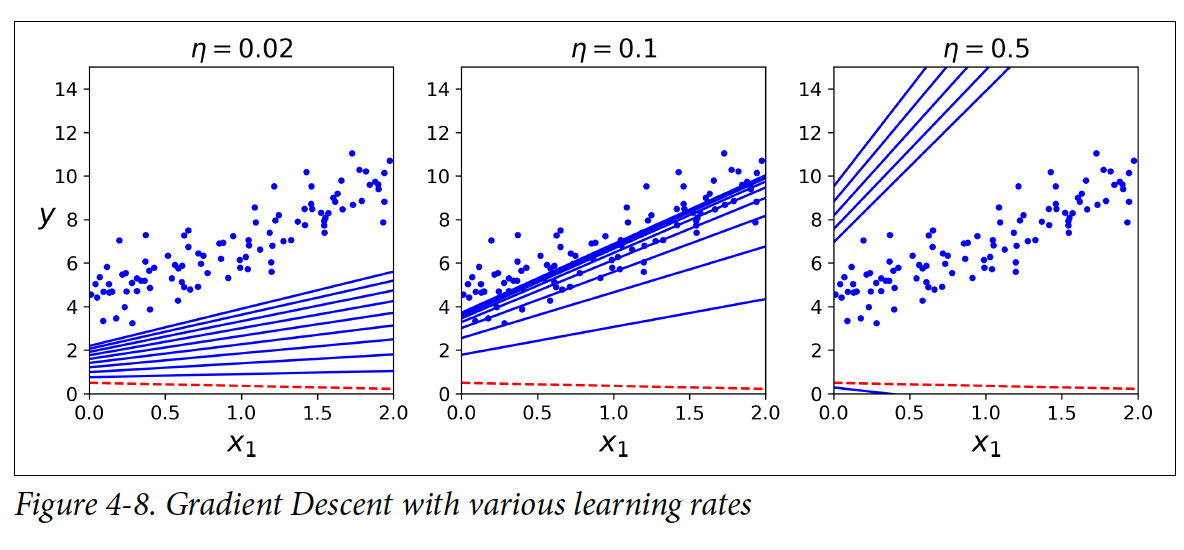 η = 0.02
η = 0.1
η = 0.5
14
12
10
8
6
4
2
0
y
0.0 0.5 1.0 1.5 2.0
x₁
14
12
10
8
6
4
2
0
0.0 0.5 1.0 1.5 2.0
x₁
14
12
10
8
6
4
2
0
0.0 0.5 1.0 1.5 2.0
x₁
Figure 4-8. Gradient Descent with various learning rates